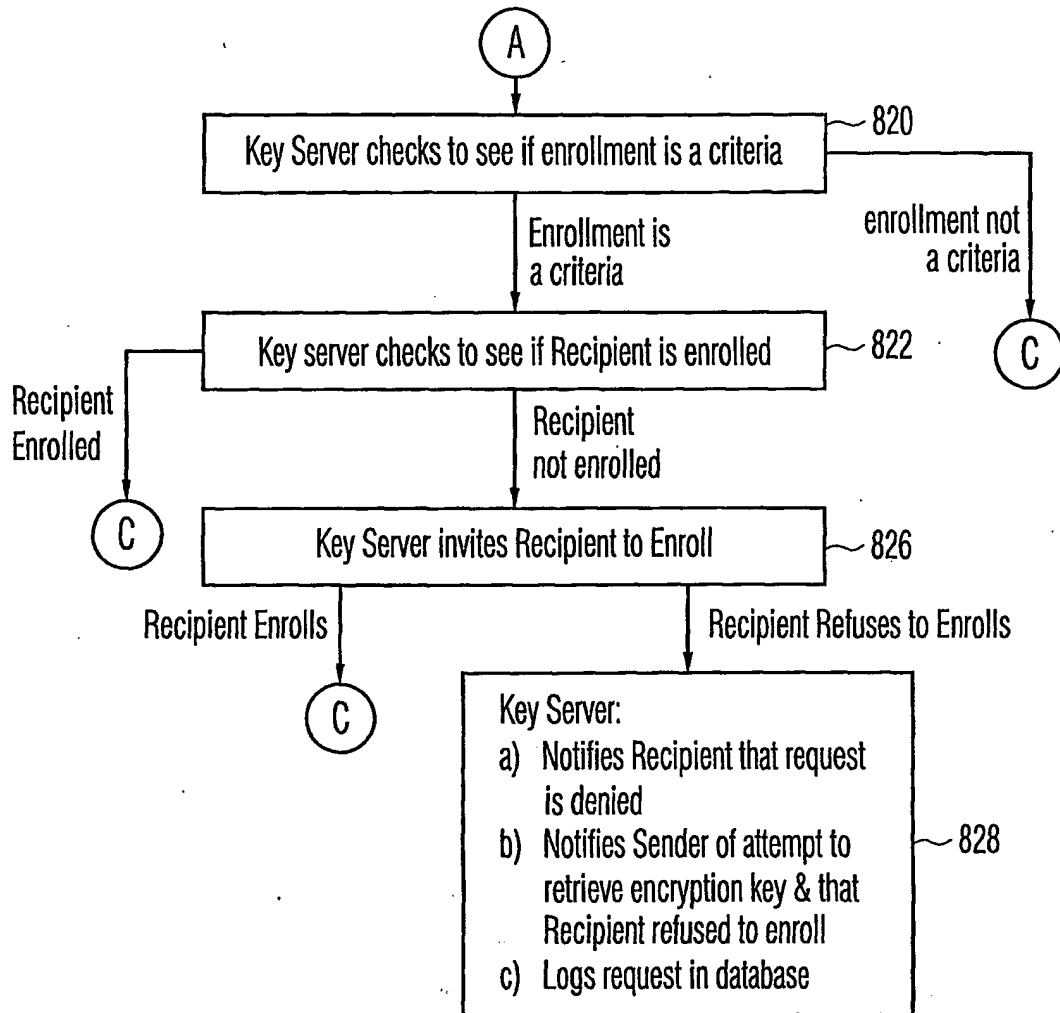 A
Key Server checks to see if enrollment is a criteria
820
Enrollment is
a criteria
enrollment not
a criteria
C
Key server checks to see if Recipient is enrolled
822
Recipient
Enrolled
C
Recipient
not enrolled
Key Server invites Recipient to Enroll
826
Recipient Enrolls
C
Recipient Refuses to Enrolls
Key Server:
a) Notifies Recipient that request
is denied
b) Notifies Sender of attempt to
retrieve encryption key & that
Recipient refused to enroll
c) Logs request in database
828